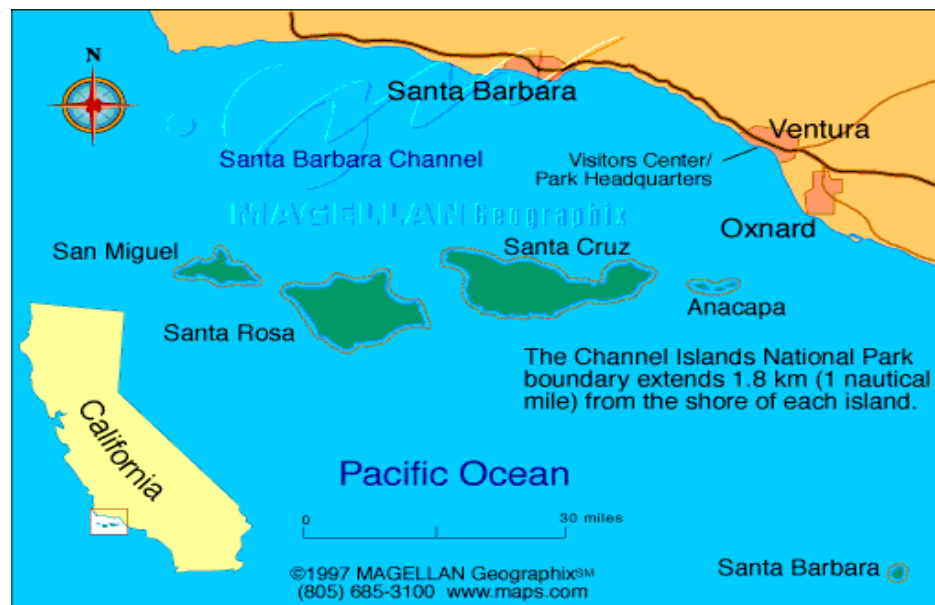 N
Santa Barbara
Ventura
Santa Barbara Channel
Visitors Center/
Park Headquarters
MAGELLAN Geographix
Oxnard
San Miguel
Santa Cruz
Santa Rosa
Anacapa
The Channel Islands National Park
boundary extends 1.8 km (1 nautical
mile) from the shore of each island.
California
Pacific Ocean
0 30 miles
©1997 MAGELLAN Geographix℠
(805) 685-3100 www.maps.com
Santa Barbara